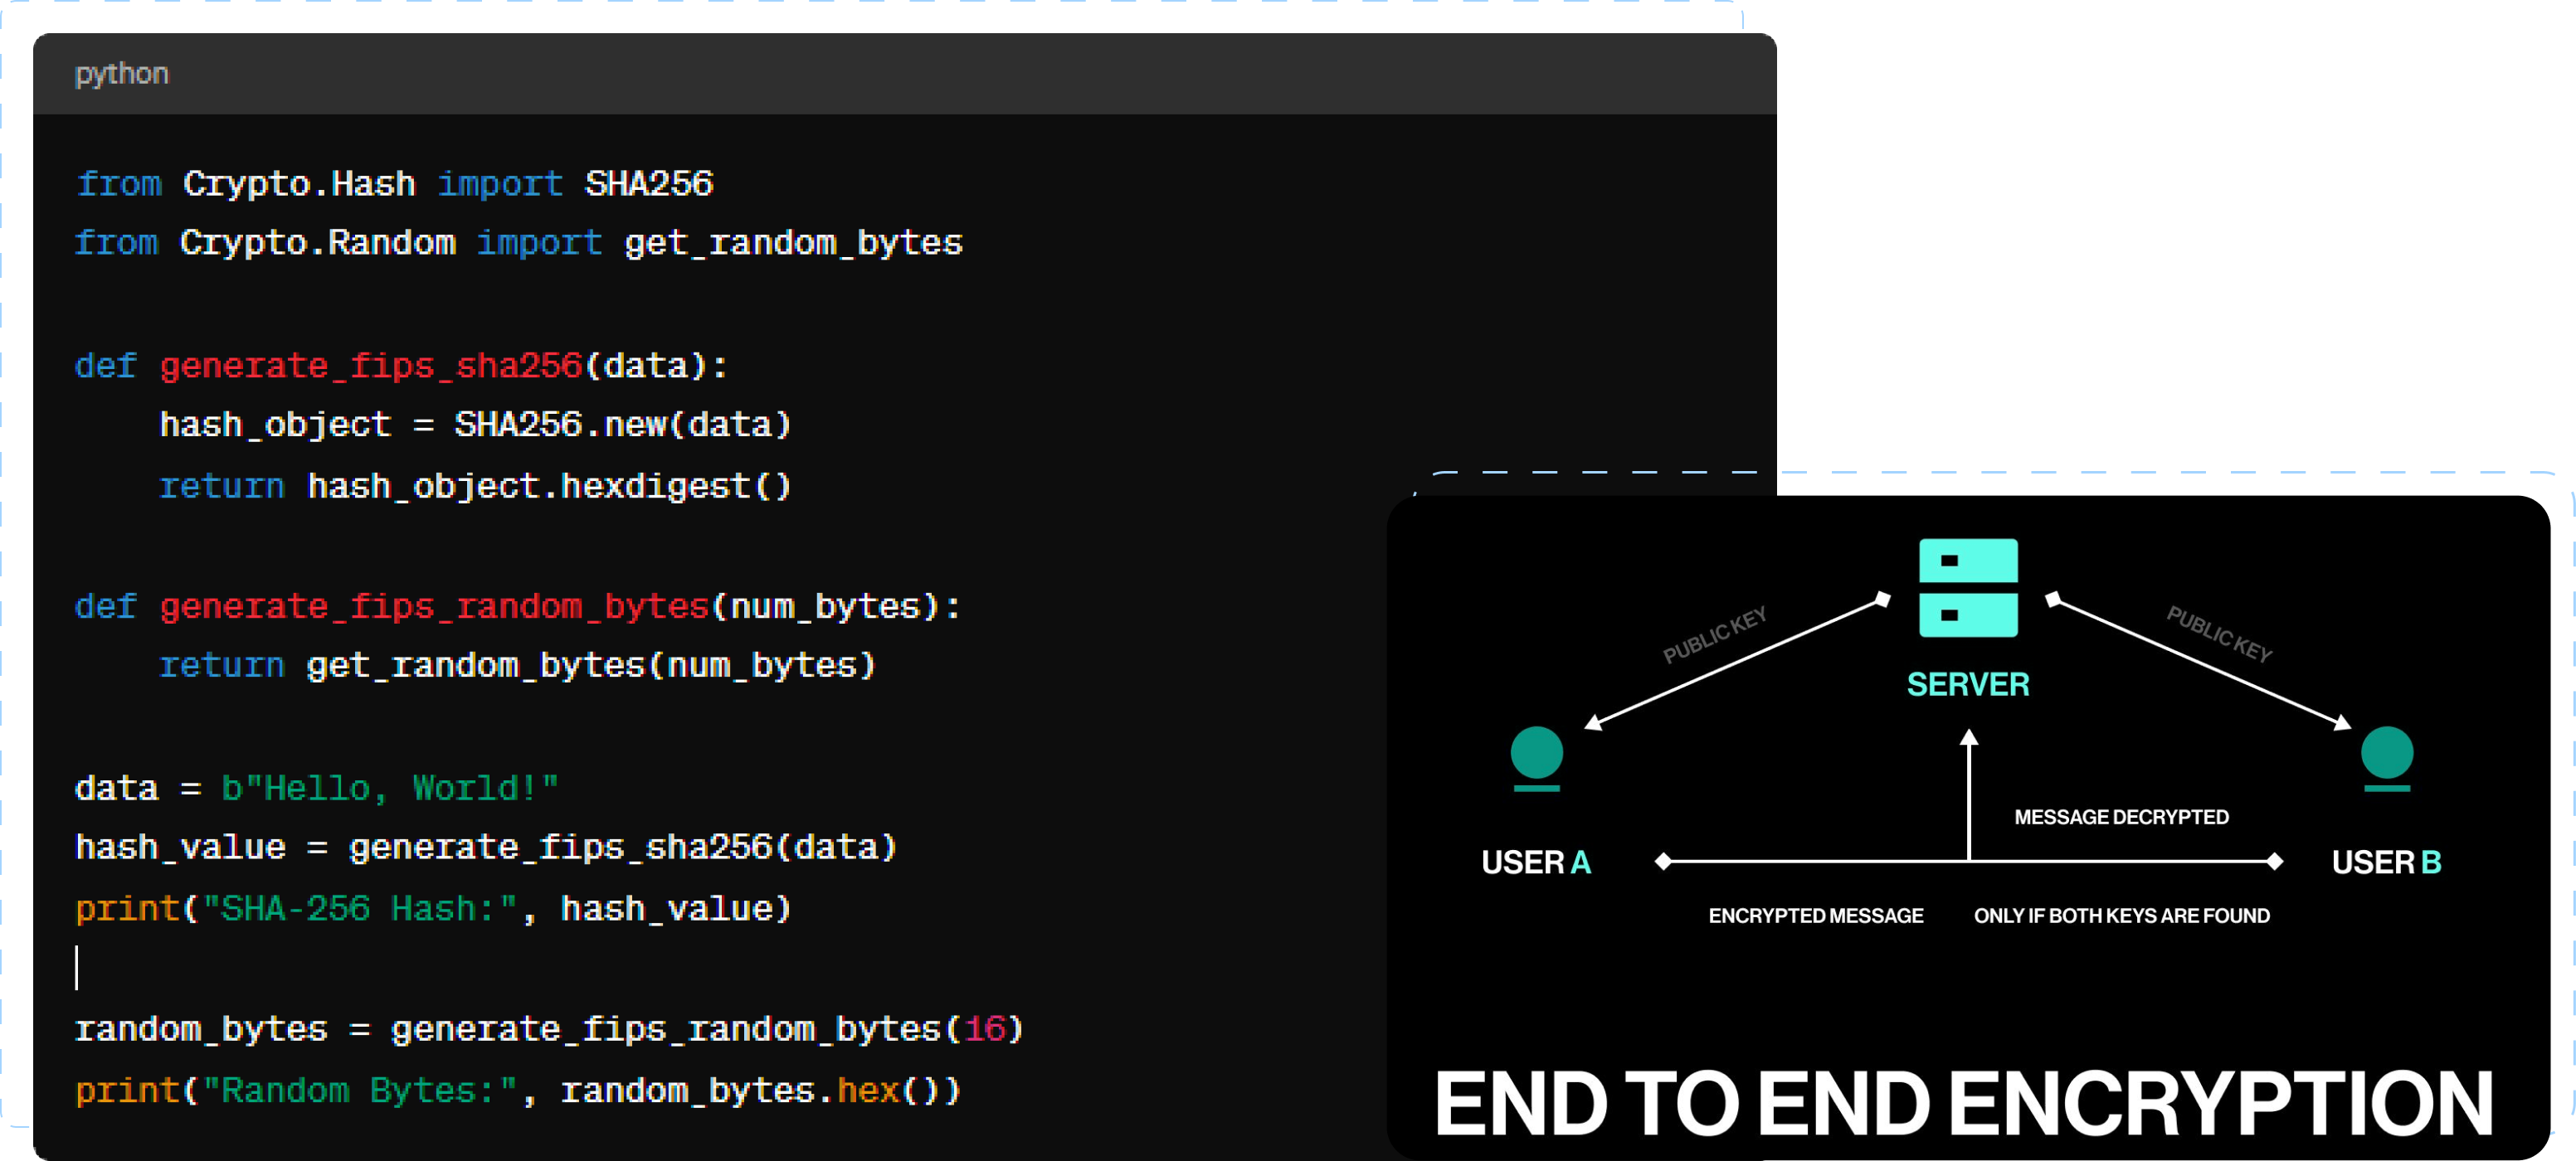 python
from Crypto.Hash import SHA256
from Crypto.Random import get_random_bytes
def generate_fips_sha256(data):
    hash_object = SHA256.new(data)
    return hash_object.hexdigest()
def generate_fips_random_bytes(num_bytes):
    return get_random_bytes(num_bytes)
data = b"Hello, World!"
hash_value = generate_fips_sha256(data)
print("SHA-256 Hash:", hash_value)
random_bytes = generate_fips_random_bytes(16)
print("Random Bytes:", random_bytes.hex())
PUBLIC KEY
PUBLIC KEY
SERVER
MESSAGE DECRYPTED
USER A
USER B
ENCRYPTED MESSAGE
ONLY IF BOTH KEYS ARE FOUND
END TO END ENCRYPTION